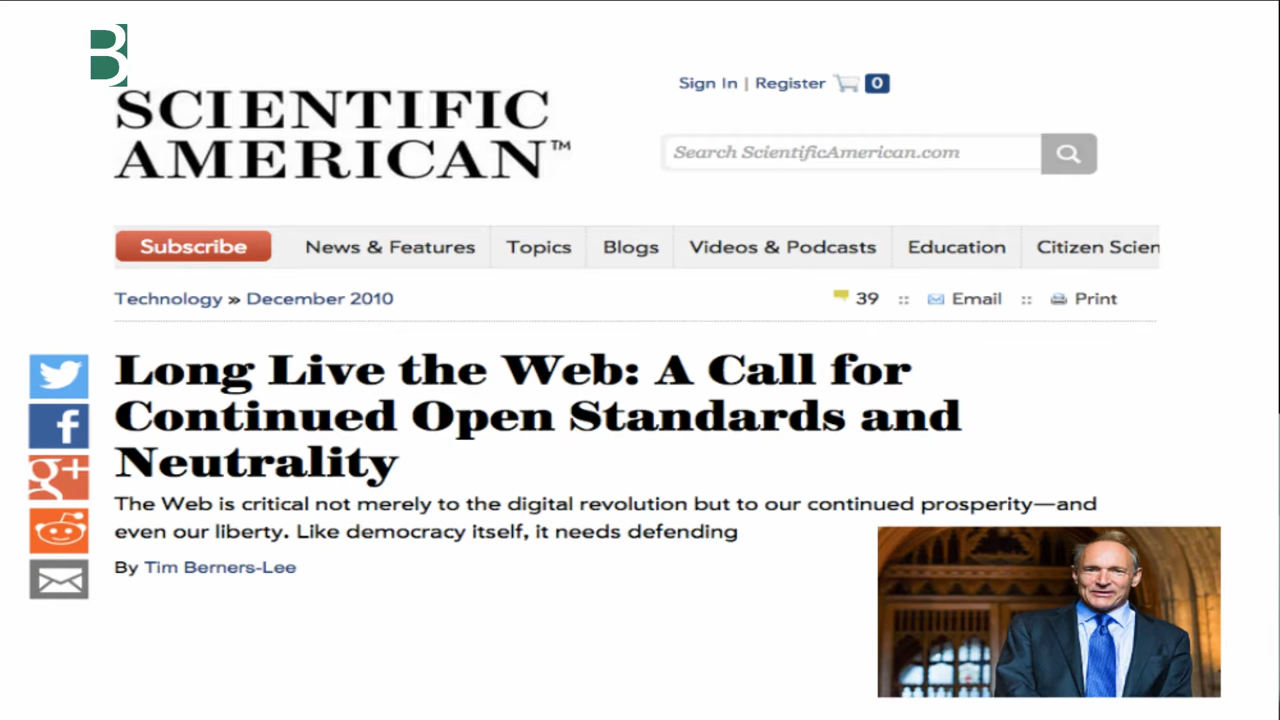 B
SCIENTIFIC
AMERICAN™
Sign In | Register 0
Search ScientificAmerican.com
Subscribe News & Features Topics Blogs Videos & Podcasts Education Citizen Scien
Technology » December 2010
39 :: Email :: Print
Long Live the Web: A Call for
Continued Open Standards and
Neutrality
The Web is critical not merely to the digital revolution but to our continued prosperity—and
even our liberty. Like democracy itself, it needs defending
By Tim Berners-Lee
f
g+